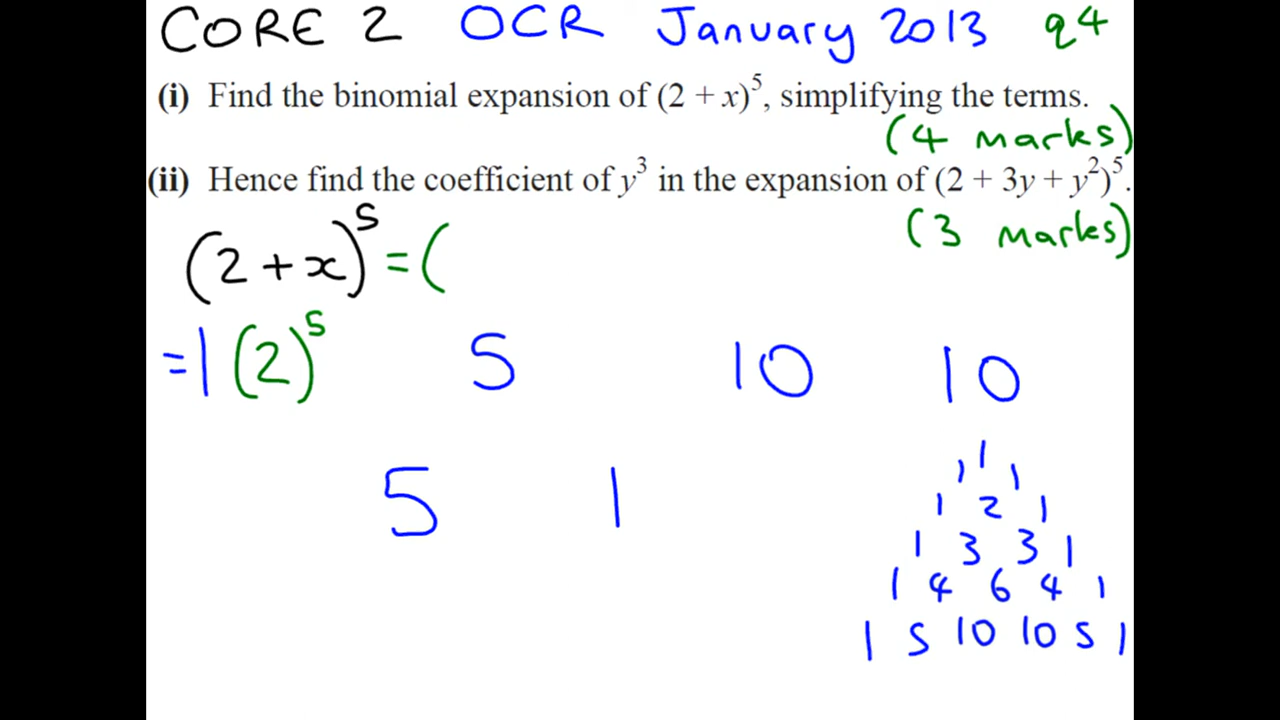 CORE 2 OCR January 2013 q4
(i) Find the binomial expansion of (2 + x)⁵, simplifying the terms.
(4 marks)
(ii) Hence find the coefficient of y³ in the expansion of (2 + 3y + y²)⁵.
(3 marks)
(2+x)⁵ = (
= 1 (2)⁵ 5 10 10
5 1
1
1 1
1 2 1
1 3 3 1
1 4 6 4 1
1 5 10 10 5 1